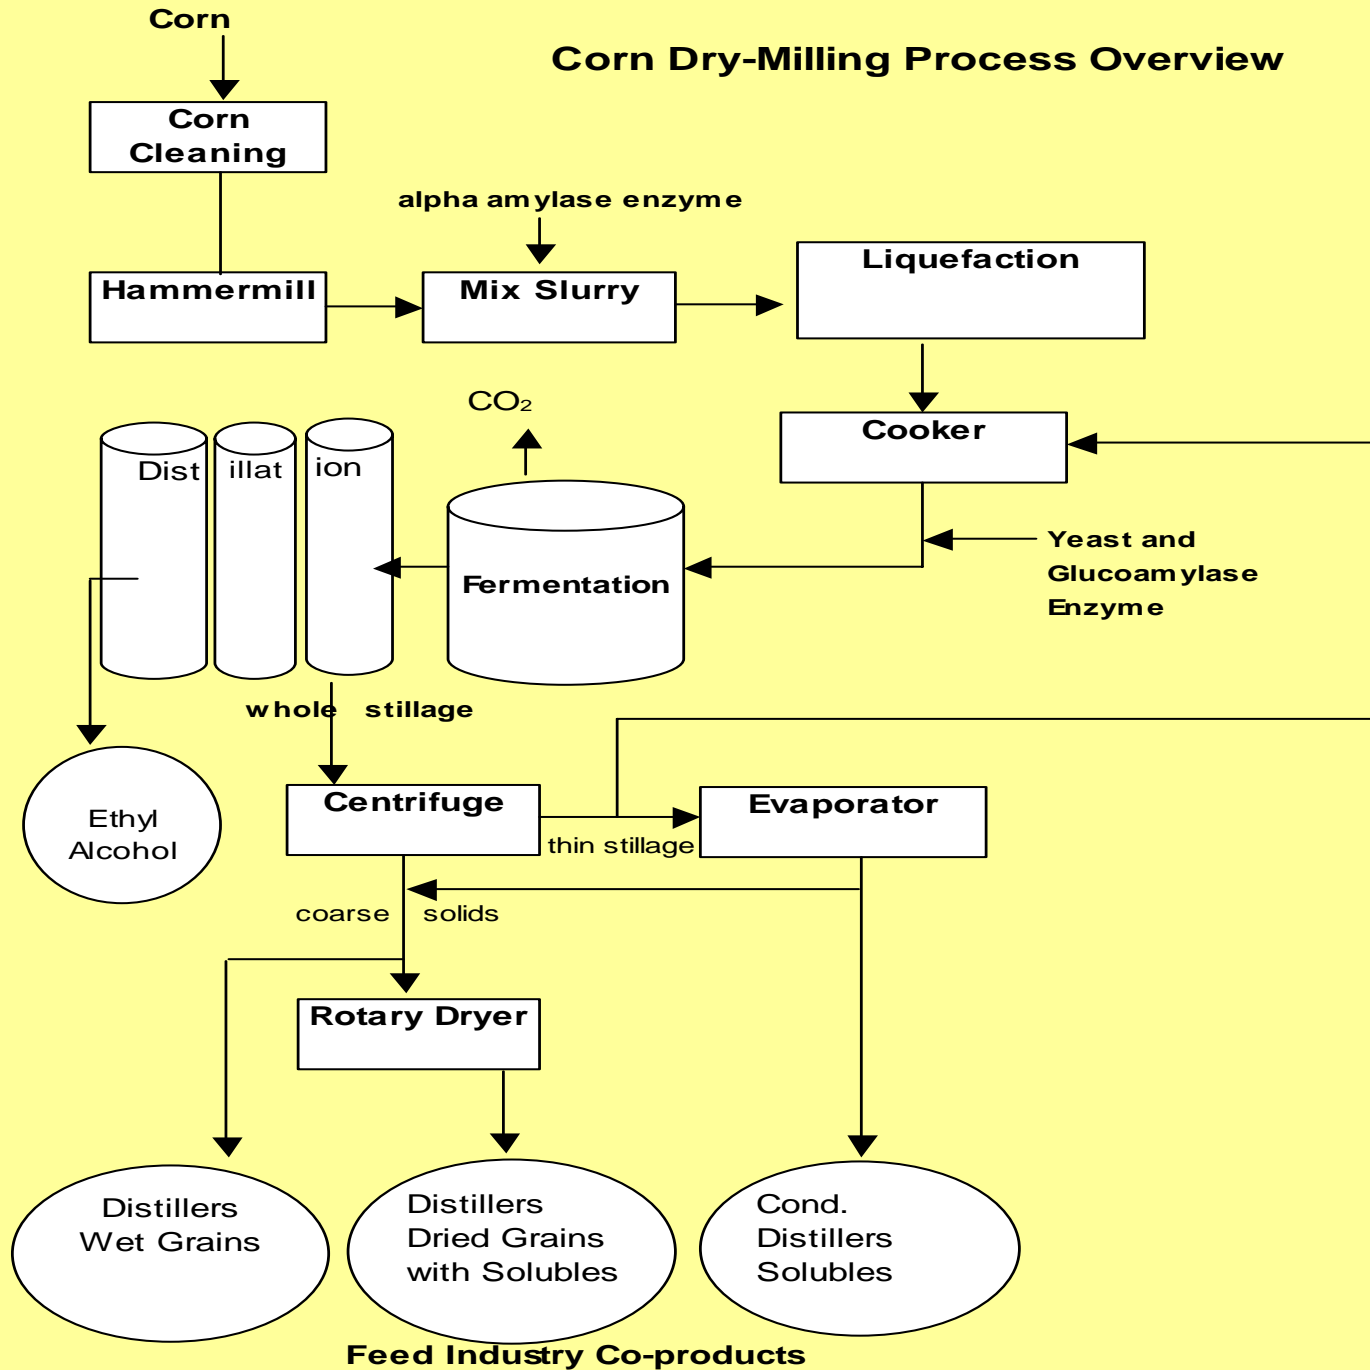 Corn
Corn Dry-Milling Process Overview
Corn
Cleaning
alpha amylase enzyme
Hammermill
Mix Slurry
Liquefaction
CO₂
Cooker
Dist illat ion
Yeast and
Glucoamylase
Enzyme
Fermentation
whole stillage
Centrifuge
Evaporator
Ethyl
Alcohol
thin stillage
coarse solids
Rotary Dryer
Distillers
Wet Grains
Distillers
Dried Grains
with Solubles
Cond.
Distillers
Solubles
Feed Industry Co-products